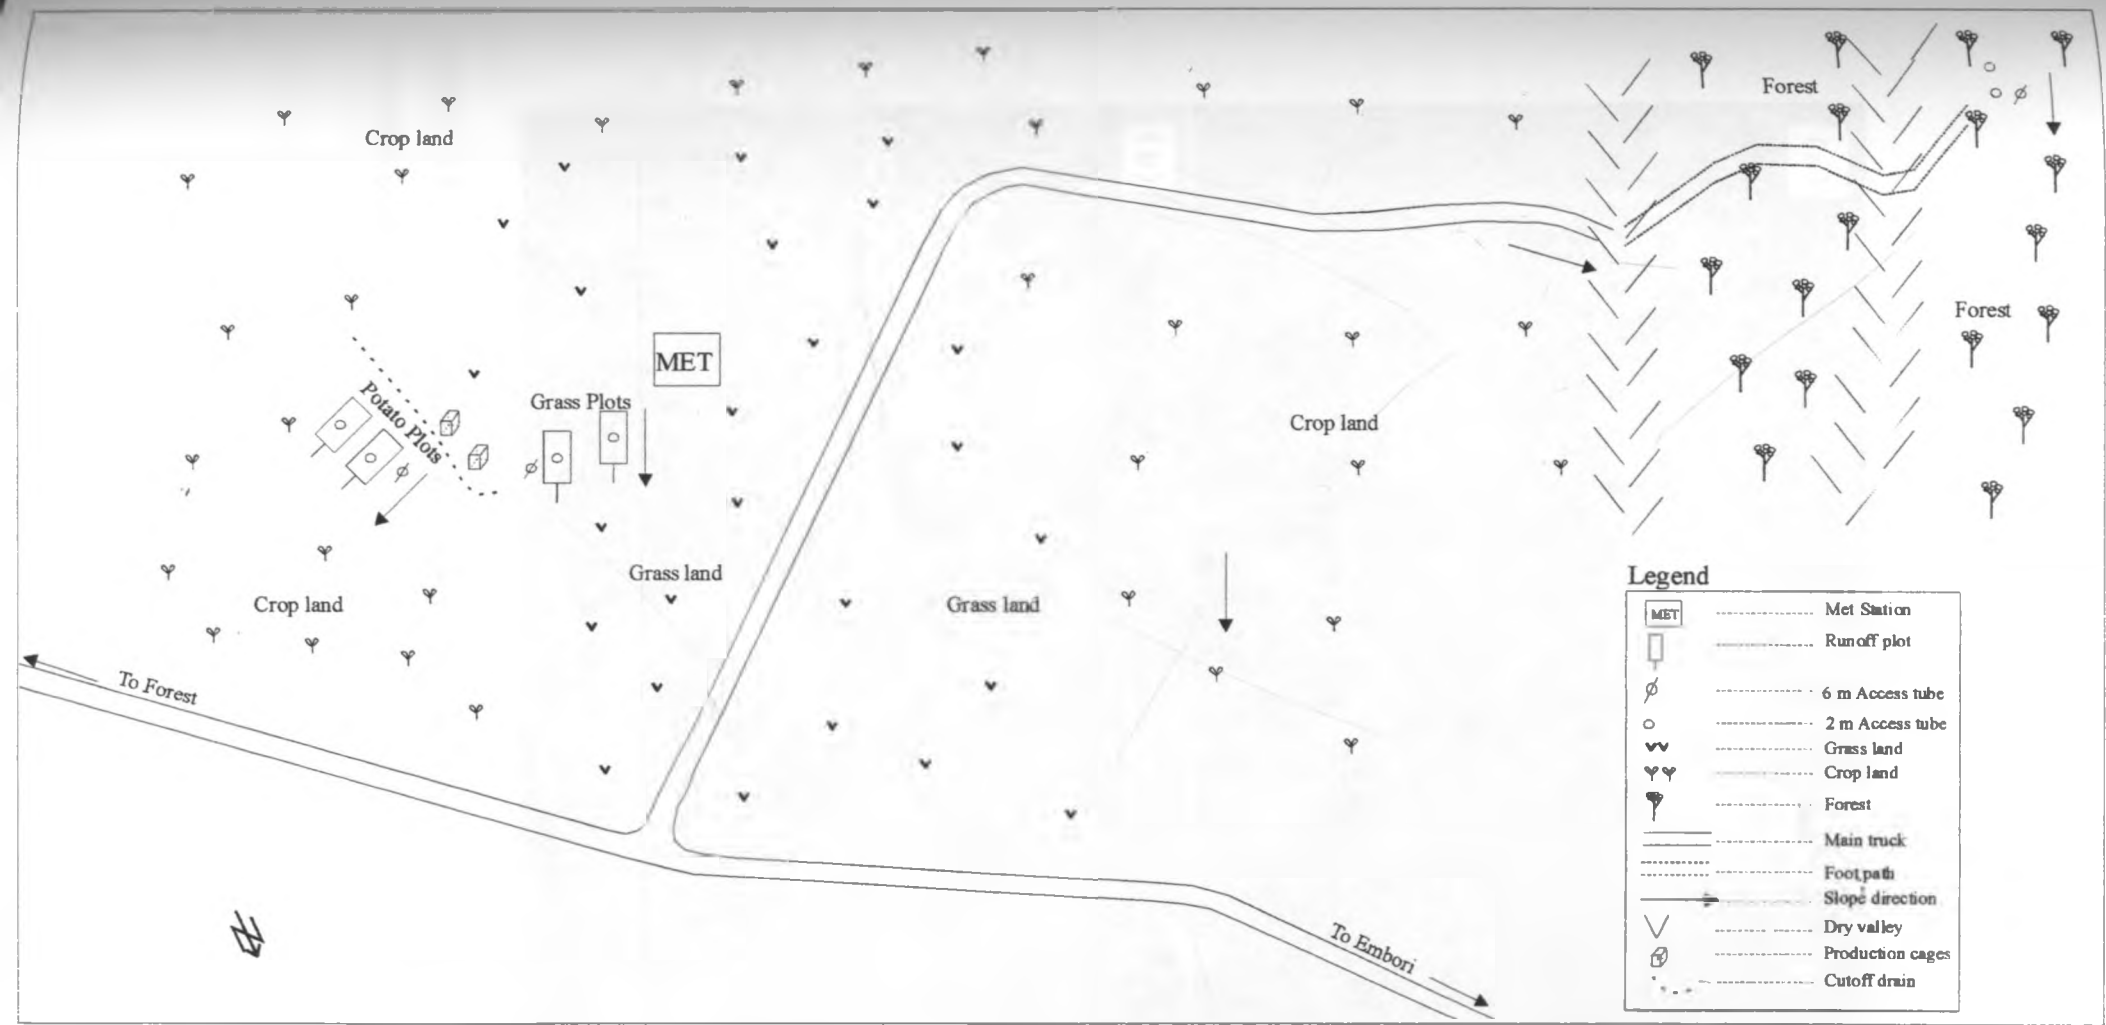 Forest
Crop land
Forest
MET
Potato Plots
Grass Plots
Crop land
Grass land
Crop land
Grass land
To Forest
To Embori
Legend
MET Met Station
Runoff plot
6 m Access tube
2 m Access tube
Grass land
Crop land
Forest
Main truck
Foot path
Slope direction
Dry valley
Production cages
Cutoff drain